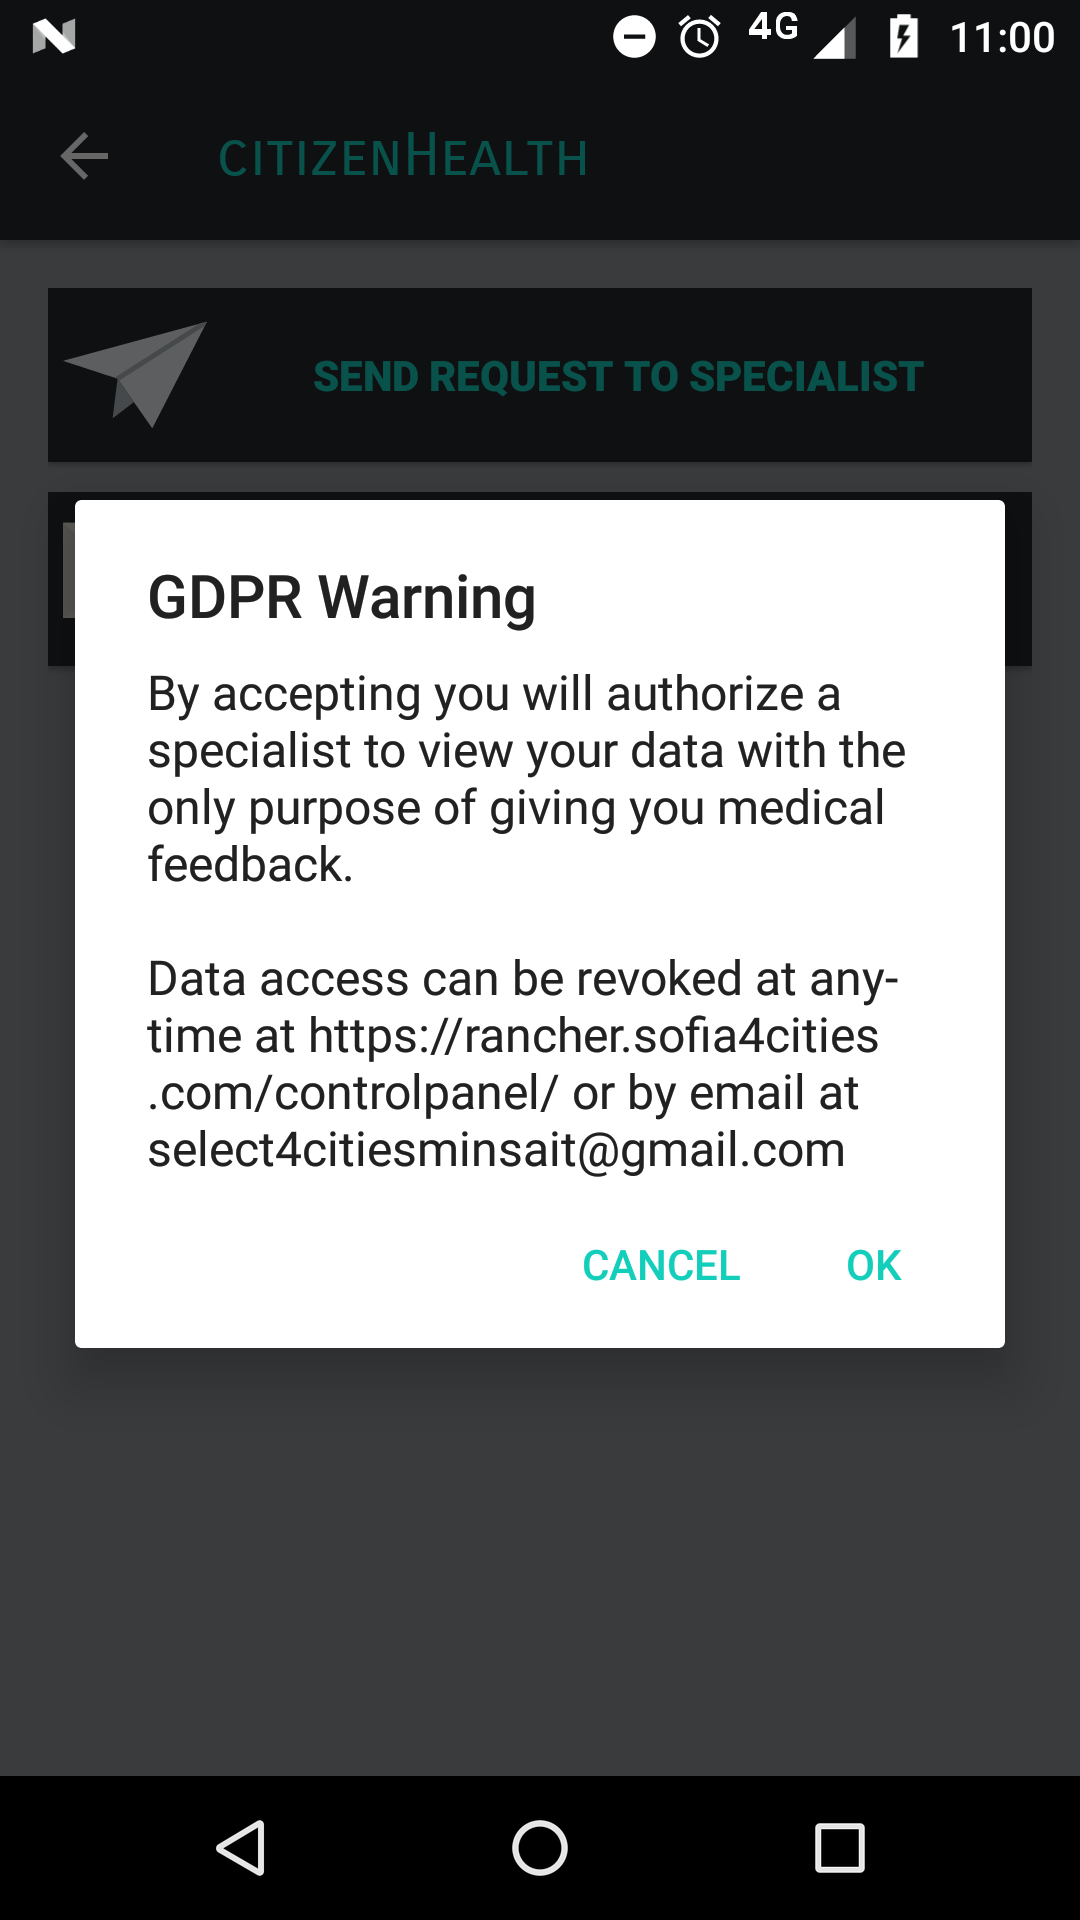 4G 11:00
CITIZENHEALTH
SEND REQUEST TO SPECIALIST
GDPR Warning
By accepting you will authorize a
specialist to view your data with the
only purpose of giving you medical
feedback.
Data access can be revoked at any-
time at https://rancher.sofia4cities
.com/controlpanel/ or by email at
select4citiesminsait@gmail.com
CANCEL OK